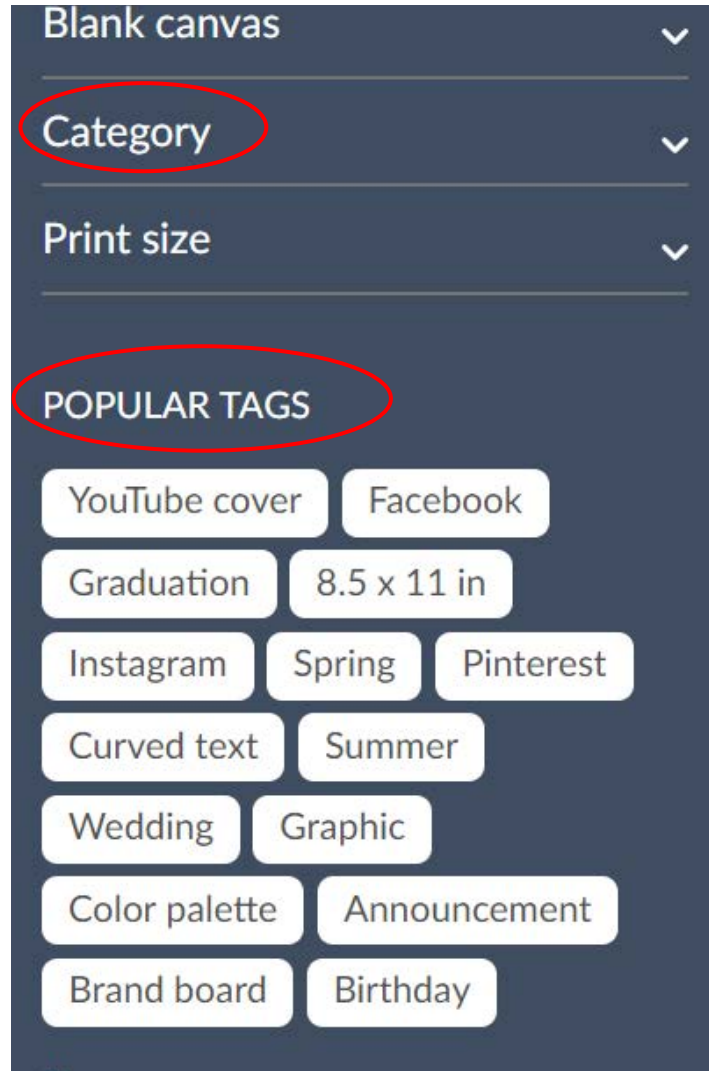 Blank canvas
Category
Print size
POPULAR TAGS
YouTube cover Facebook
Graduation 8.5 x 11 in
Instagram Spring Pinterest
Curved text Summer
Wedding Graphic
Color palette Announcement
Brand board Birthday